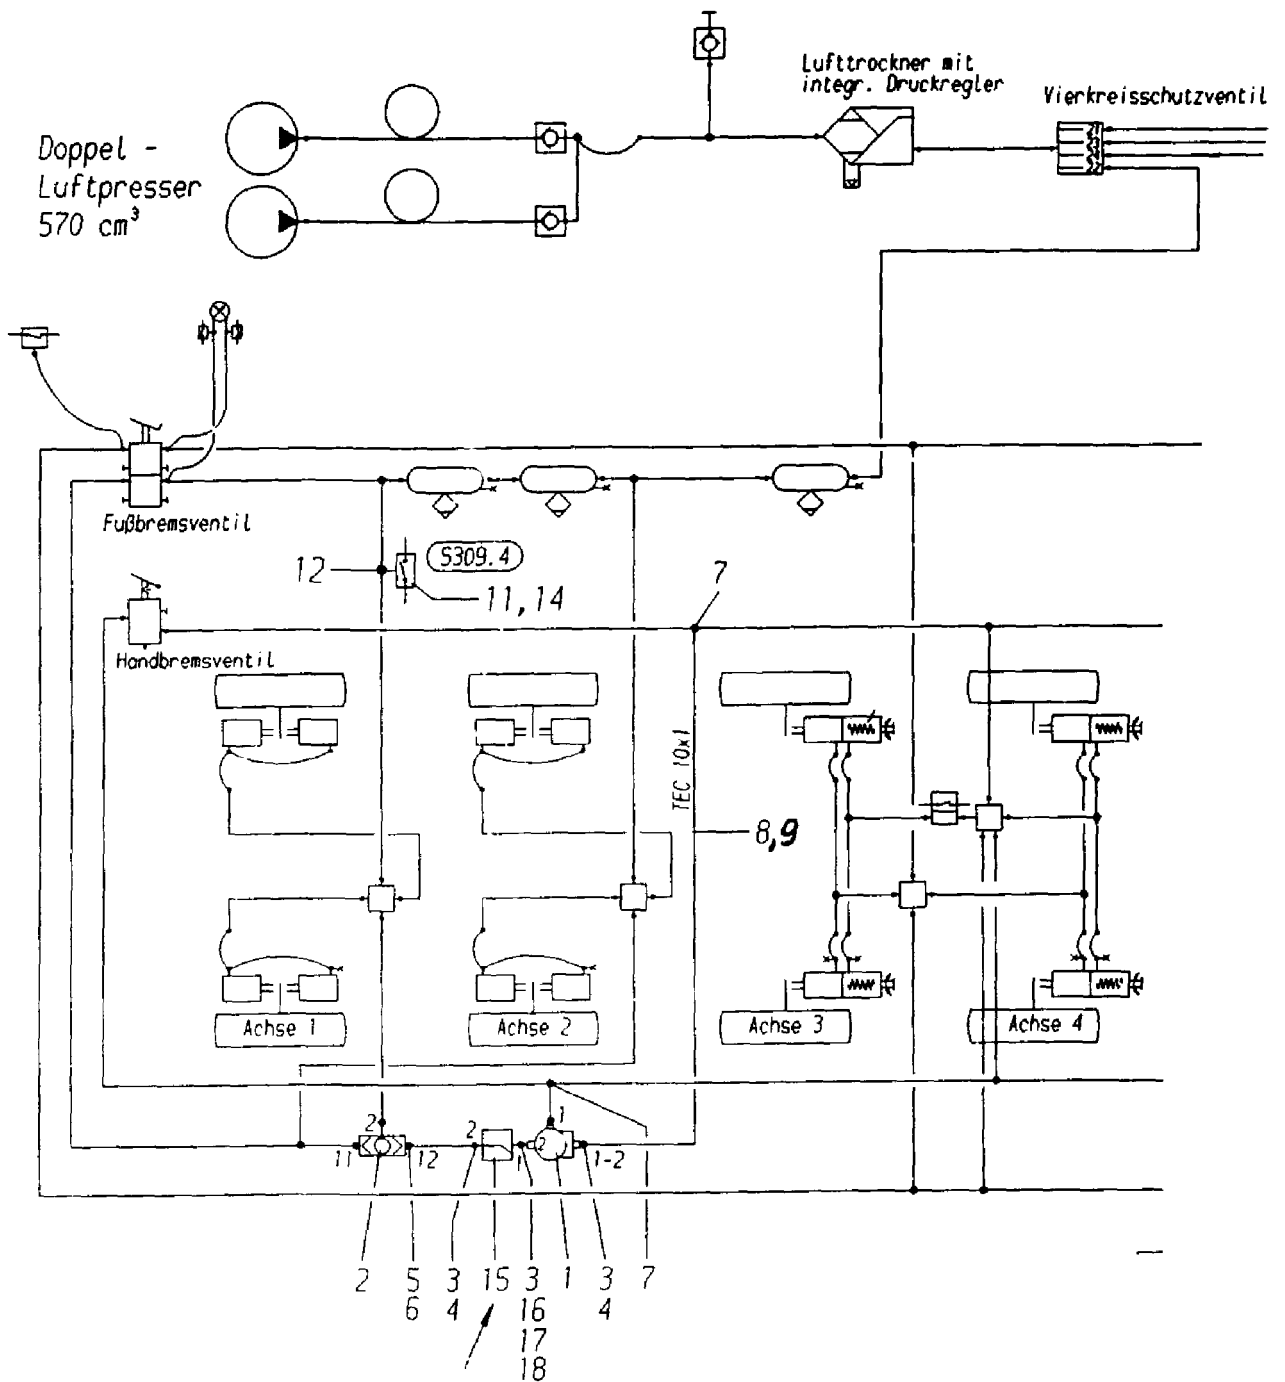 Lufttrockner mit
integr. Druckregler
Vierkreisschutzventil
Doppel -
Luftpresser
570 cm³
Fußbremsventil
12
S309.4
11, 14
7
Handbremsventil
TEC 10x1
8,9
Achse 1
Achse 2
Achse 3
Achse 4
2
2
1
2
11
12
1
1-2
2
5
3
15
3
1
3
7
6
4
16
4
17
18